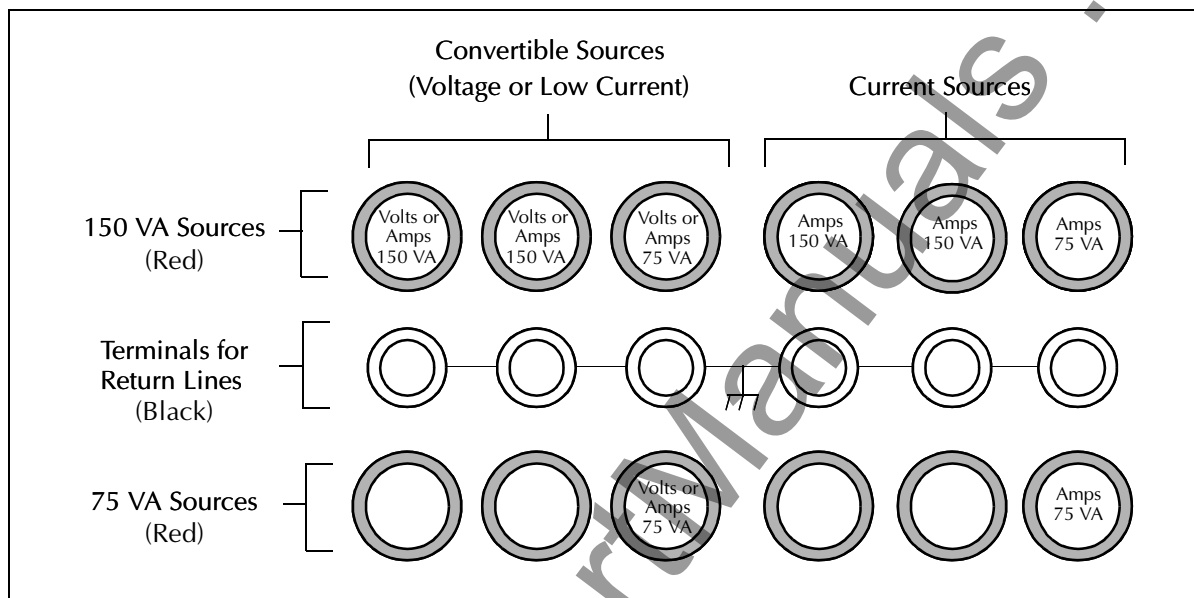 Convertible Sources
(Voltage or Low Current)
Current Sources
150 VA Sources
(Red)
Volts or
Amps
150 VA
Volts or
Amps
150 VA
Volts or
Amps
75 VA
Amps
150 VA
Amps
150 VA
Amps
75 VA
Terminals for
Return Lines
(Black)
75 VA Sources
(Red)
Volts or
Amps
75 VA
Amps
75 VA
rtManuals .